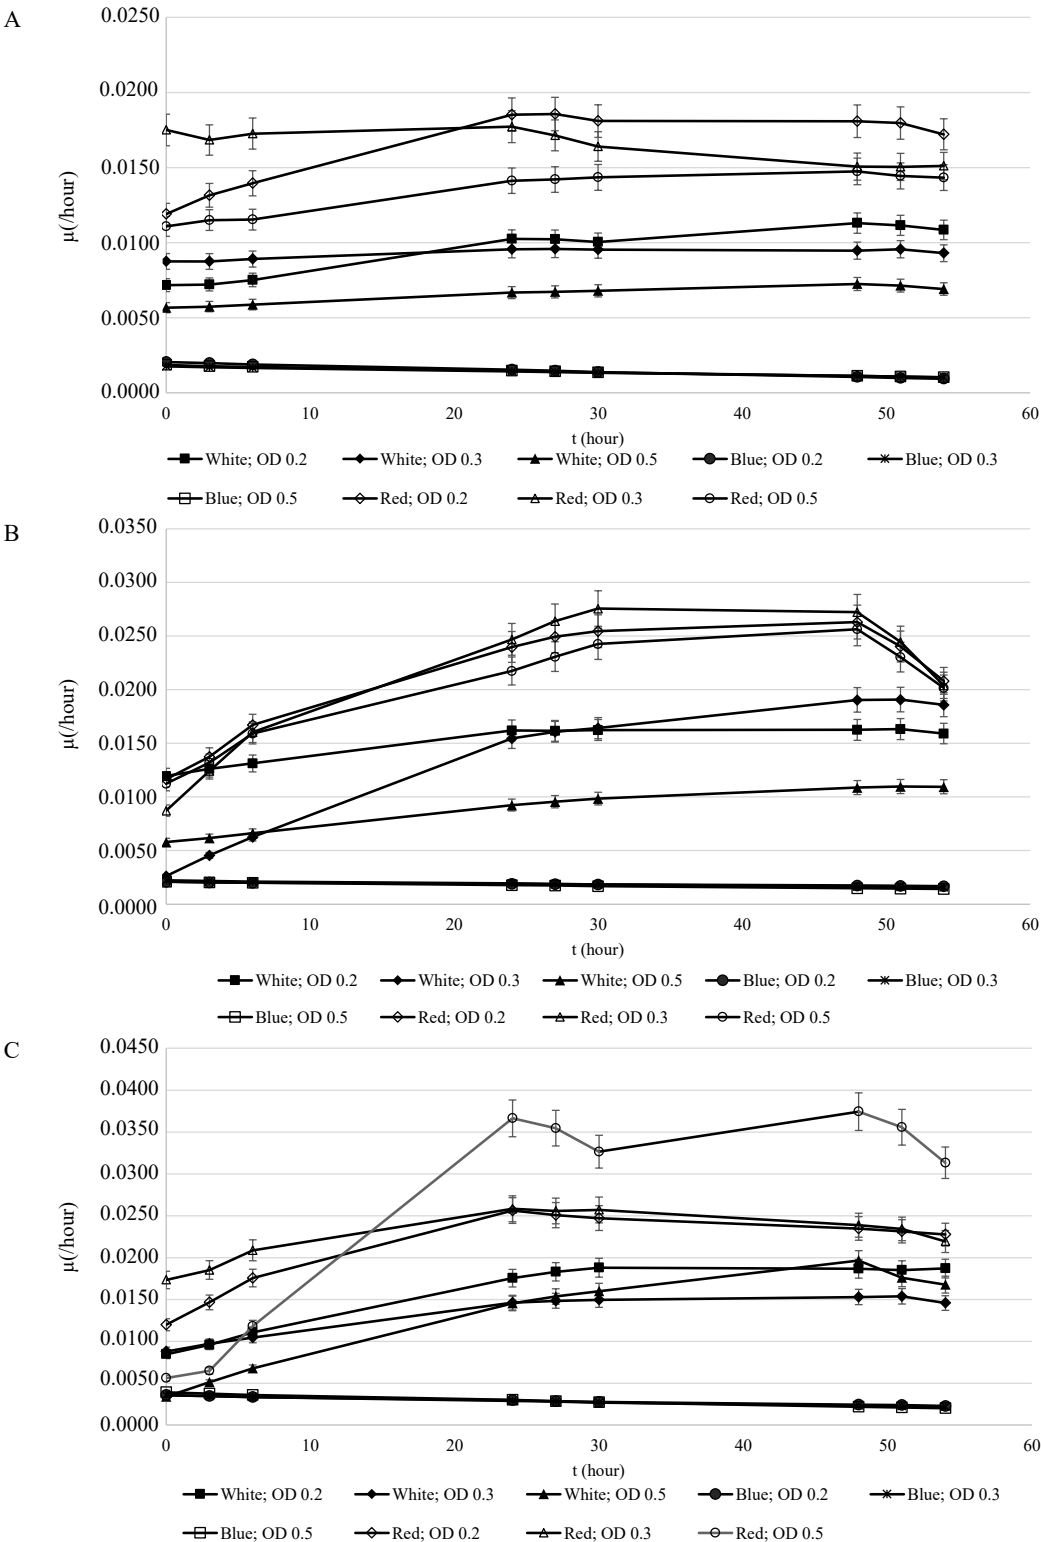 A
0.0250
0.0200
0.0150
0.0100
0.0050
0.0000
μ(/hour)
0 10 20 30 40 50 60
t (hour)
White; OD 0.2 White; OD 0.3 White; OD 0.5 Blue; OD 0.2 Blue; OD 0.3
Blue; OD 0.5 Red; OD 0.2 Red; OD 0.3 Red; OD 0.5
B
0.0350
0.0300
0.0250
0.0200
0.0150
0.0100
0.0050
0.0000
μ(/hour)
0 10 20 30 40 50 60
t (hour)
White; OD 0.2 White; OD 0.3 White; OD 0.5 Blue; OD 0.2 Blue; OD 0.3
Blue; OD 0.5 Red; OD 0.2 Red; OD 0.3 Red; OD 0.5
C
0.0450
0.0400
0.0350
0.0300
0.0250
0.0200
0.0150
0.0100
0.0050
0.0000
μ(/hour)
0 10 20 30 40 50 60
t (hour)
White; OD 0.2 White; OD 0.3 White; OD 0.5 Blue; OD 0.2 Blue; OD 0.3
Blue; OD 0.5 Red; OD 0.2 Red; OD 0.3 Red; OD 0.5